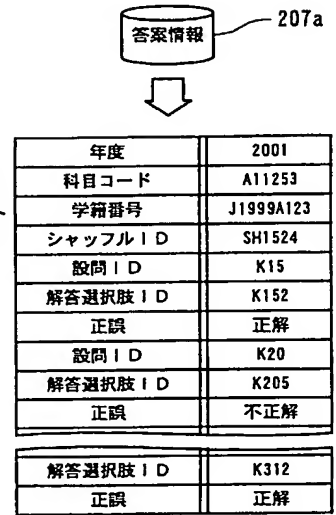 答案情報
207a
年度 2001
科目コード A11253
学籍番号 J1999A123
シャッフルID SH1524
設問ID K15
解答選択肢ID K152
正誤 正解
設問ID K20
解答選択肢ID K205
正誤 不正解
解答選択肢ID K312
正誤 正解